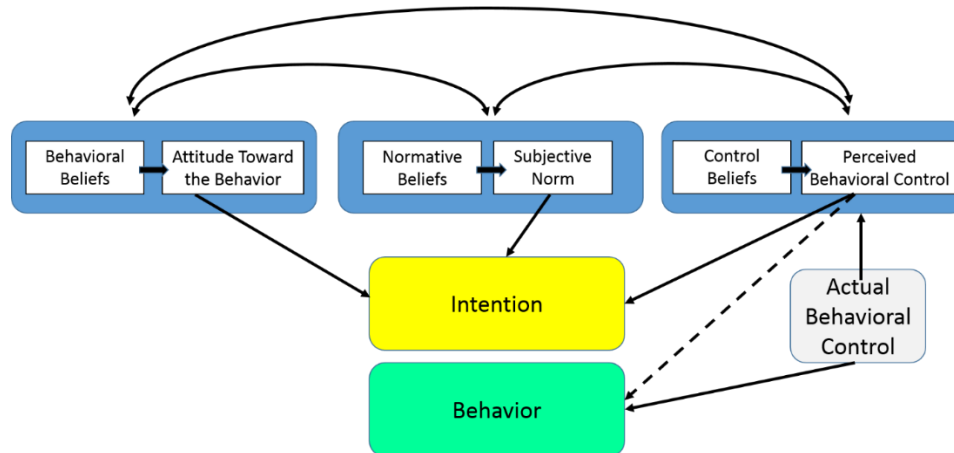 Behavioral
Beliefs
Attitude Toward
the Behavior
Normative
Beliefs
Subjective
Norm
Control
Beliefs
Perceived
Behavioral Control
Intention
Actual
Behavioral
Control
Behavior